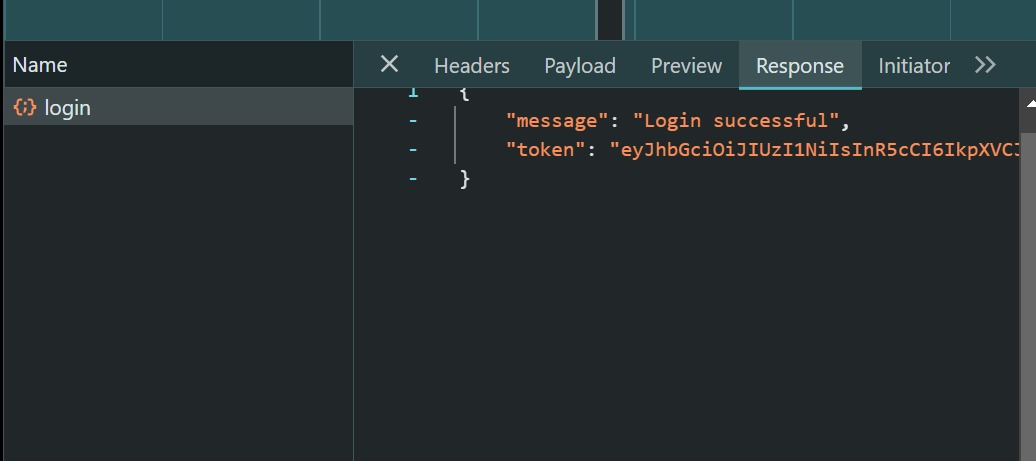 Name
× Headers Payload Preview Response Initiator »
{;} login
1 {
- "message": "Login successful",
- "token": "eyJhbGciOiJIUzI1NiIsInR5cCI6IkpXVCJ
- }